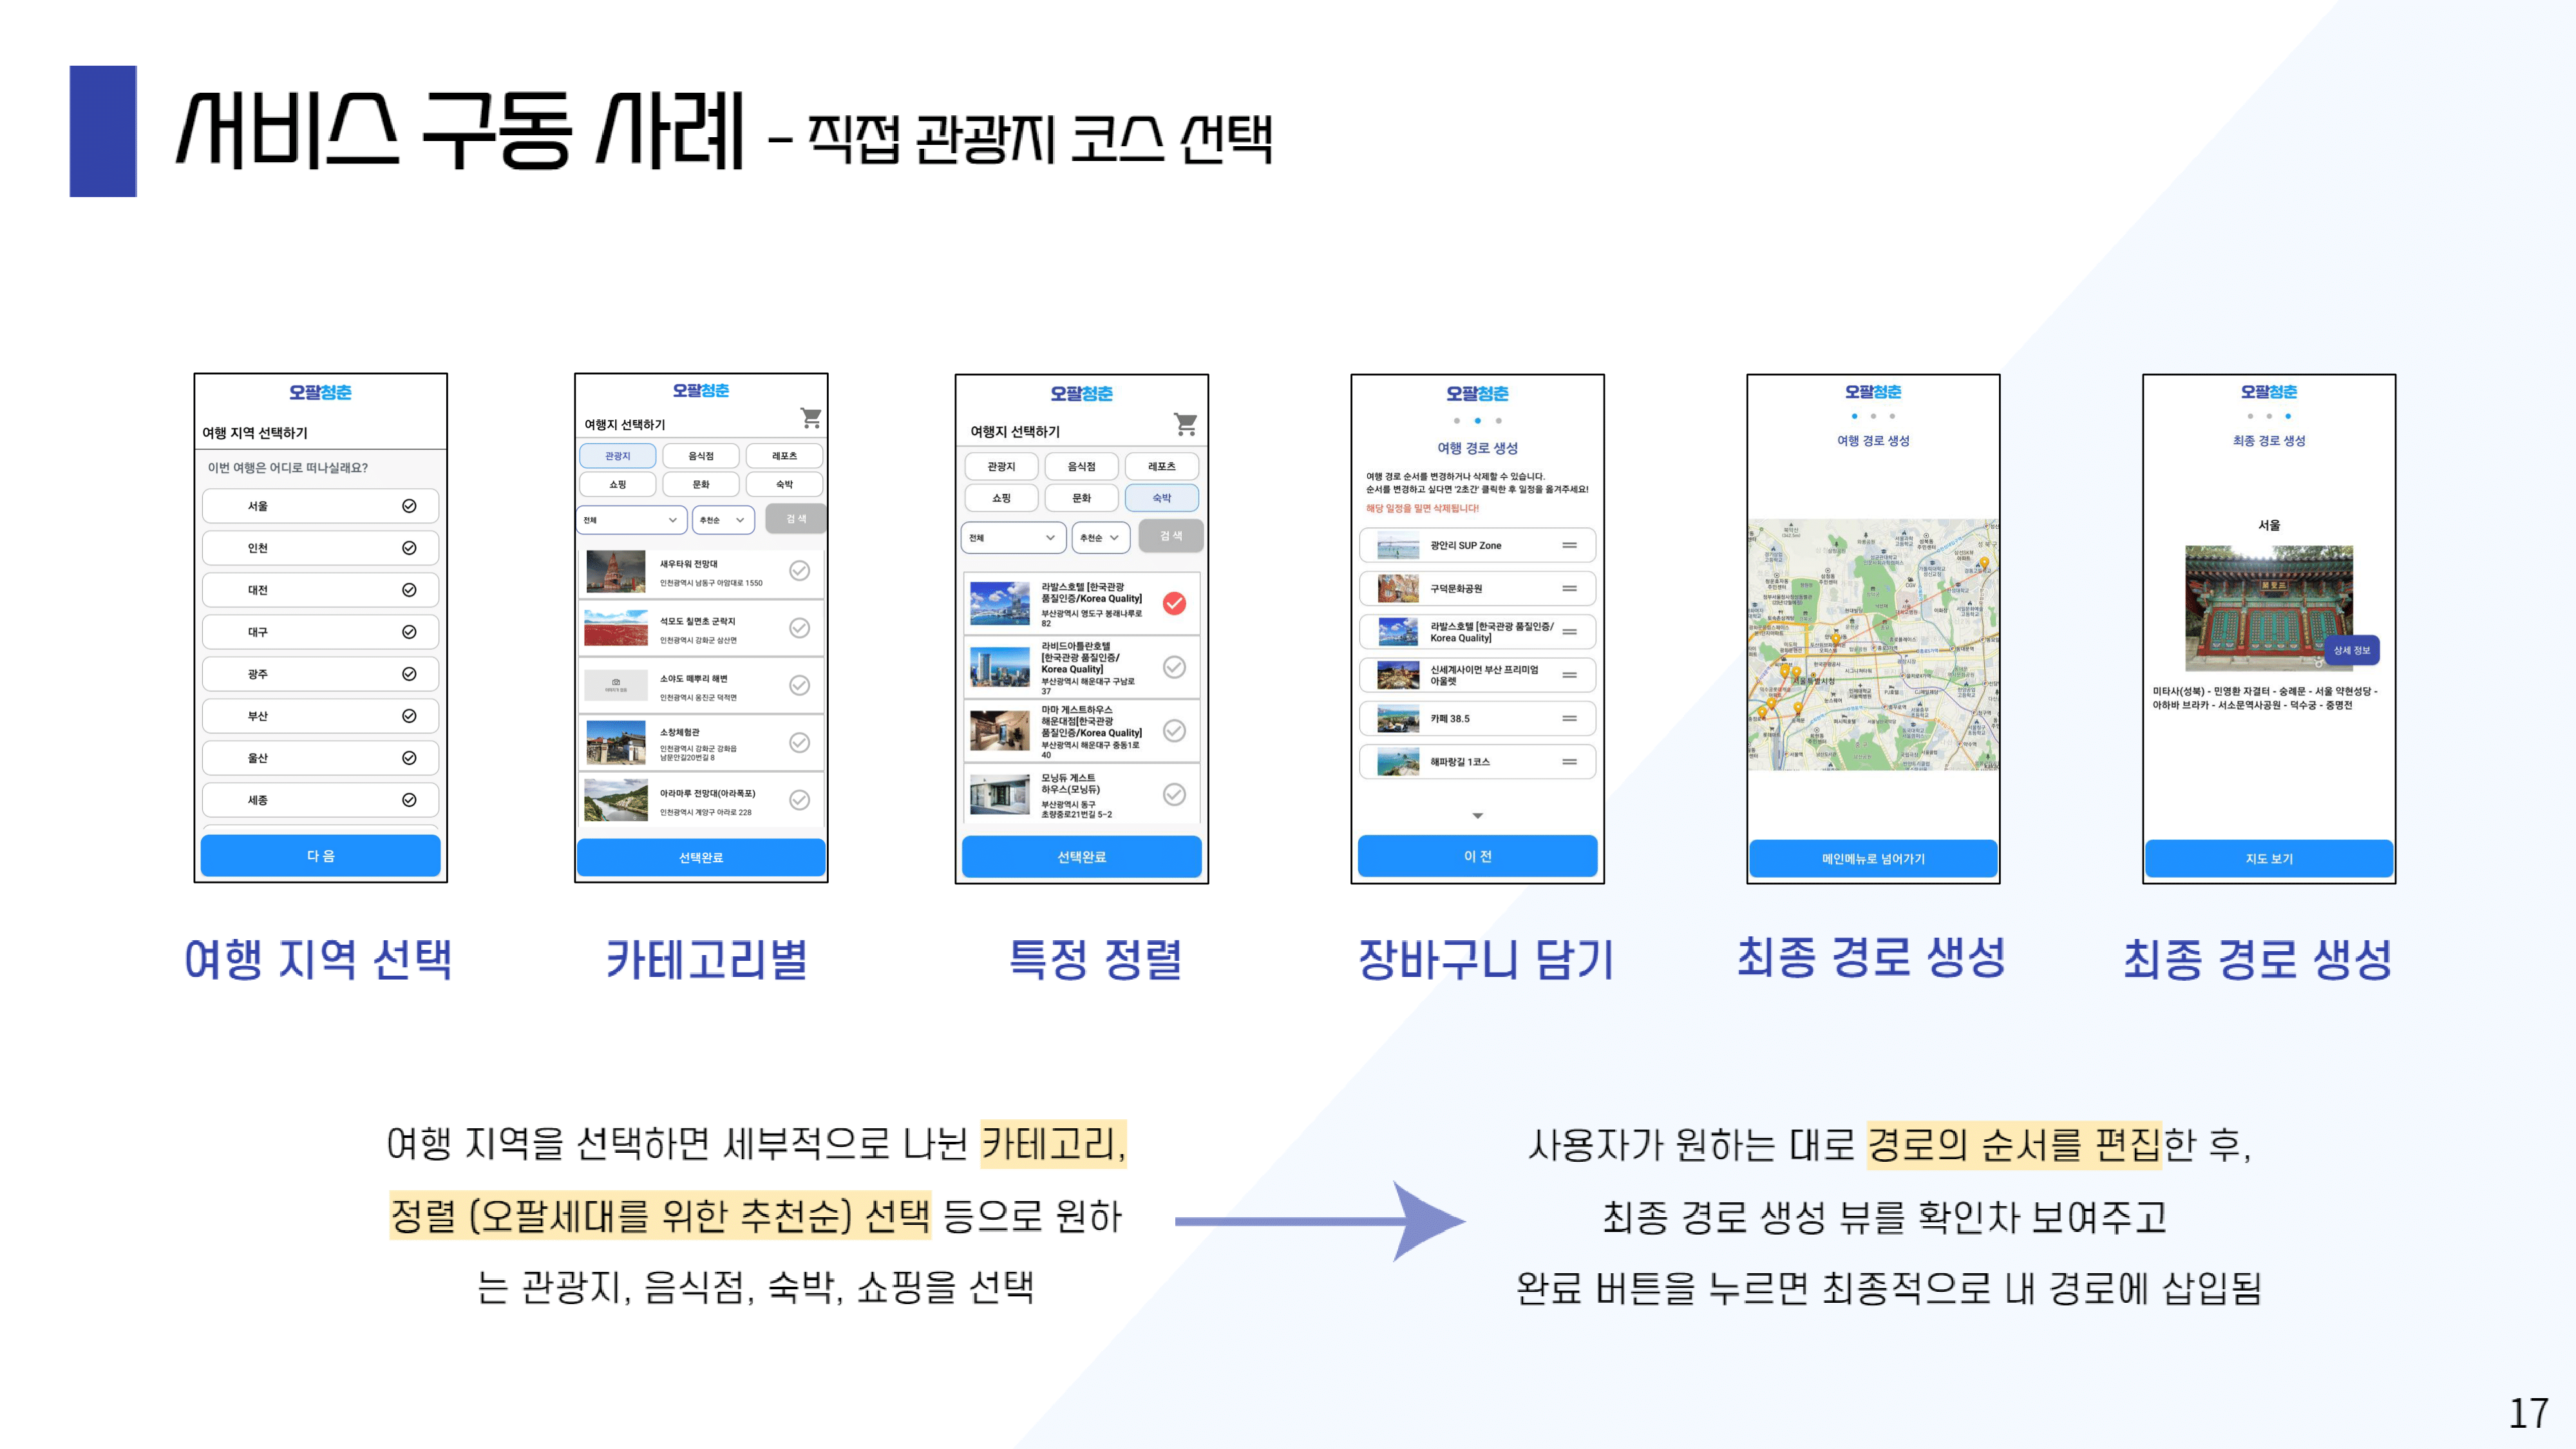 서비스 구동 사례 – 직접 관광지 코스 선택
오팔청춘
여행 지역 선택하기
이번 여행은 어디로 떠나실래요?
서울
인천
대전
대구
광주
부산
울산
세종
다 음
여행 지역 선택
오팔청춘
여행지 선택하기
관광지 음식점 레포츠
쇼핑 문화 숙박
전체 추천순 검 색
새우타워 전망대
인천광역시 남동구 아암대로 1550
석모도 칠면초 군락지
인천광역시 강화군 삼산면
소야도 떼뿌리 해변
인천광역시 옹진군 덕적면
소창체험관
인천광역시 강화군 강화읍
남문안길20번길 8
아라마루 전망대(아라폭포)
인천광역시 계양구 아라로 228
선택완료
카테고리별
오팔청춘
여행지 선택하기
관광지 음식점 레포츠
쇼핑 문화 숙박
전체 추천순 검 색
라발스호텔 [한국관광
품질인증/Korea Quality]
부산광역시 영도구 봉래나루로
82
라비드아틀란호텔
[한국관광 품질인증/
Korea Quality]
부산광역시 해운대구 구남로
37
마마 게스트하우스
해운대점[한국관광
품질인증/Korea Quality]
부산광역시 해운대구 중동1로
40
모닝듀 게스트
하우스(모닝듀)
부산광역시 동구
초량중로21번길 5-2
선택완료
특정 정렬
오팔청춘
여행 경로 생성
여행 경로 순서를 변경하거나 삭제할 수 있습니다.
순서를 변경하고 싶다면 '2초간' 클릭한 후 일정을 옮겨주세요!
해당 일정을 밀면 삭제됩니다!
광안리 SUP Zone
구덕문화공원
라발스호텔 [한국관광 품질인증/
Korea Quality]
신세계사이먼 부산 프리미엄
아울렛
카페 38.5
해파랑길 1코스
이 전
장바구니 담기
오팔청춘
여행 경로 생성
서울특별시청
메인메뉴로 넘어가기
최종 경로 생성
오팔청춘
최종 경로 생성
서울
상세 정보
미타사(성북) - 민영환 자결터 - 숭례문 - 서울 약현성당 -
아하바 브라카 - 서소문역사공원 - 덕수궁 - 중명전
지도 보기
최종 경로 생성
여행 지역을 선택하면 세부적으로 나뉜 카테고리,
정렬 (오팔세대를 위한 추천순) 선택 등으로 원하
는 관광지, 음식점, 숙박, 쇼핑을 선택
사용자가 원하는 대로 경로의 순서를 편집한 후,
최종 경로 생성 뷰를 확인차 보여주고
완료 버튼을 누르면 최종적으로 내 경로에 삽입됨
17